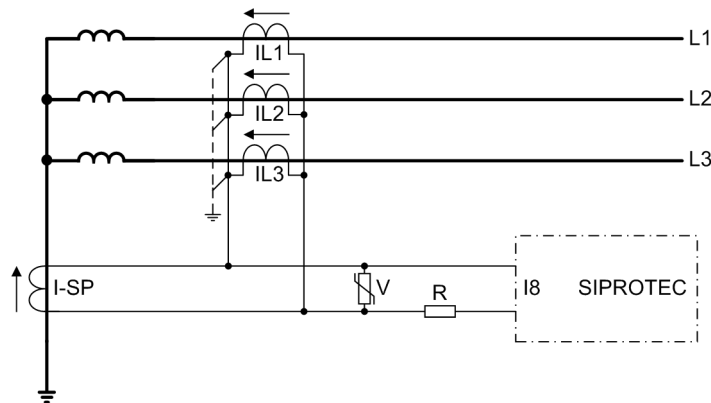 L1
IL1
L2
IL2
L3
IL3
I-SP
V
R
I8
SIPROTEC